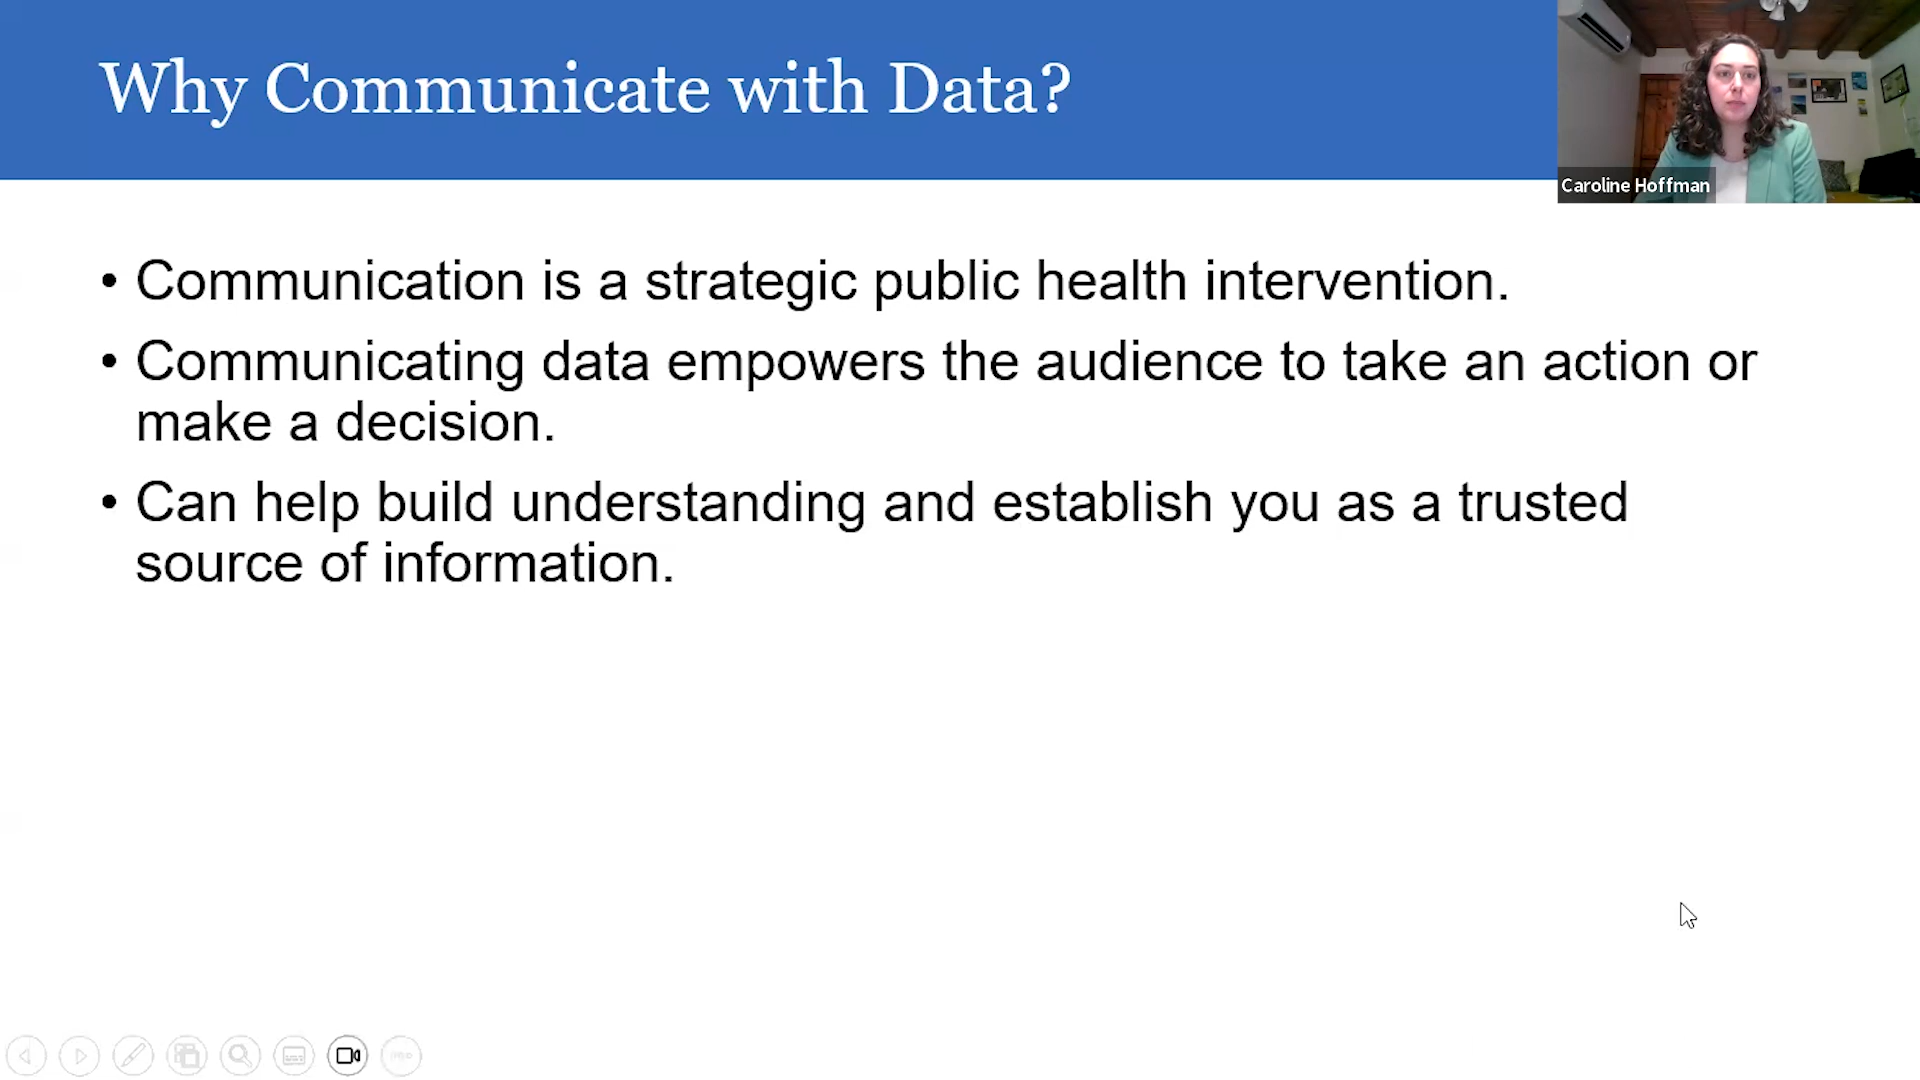 Why Communicate with Data?
Caroline Hoffman
• Communication is a strategic public health intervention.
• Communicating data empowers the audience to take an action or
make a decision.
• Can help build understanding and establish you as a trusted
source of information.